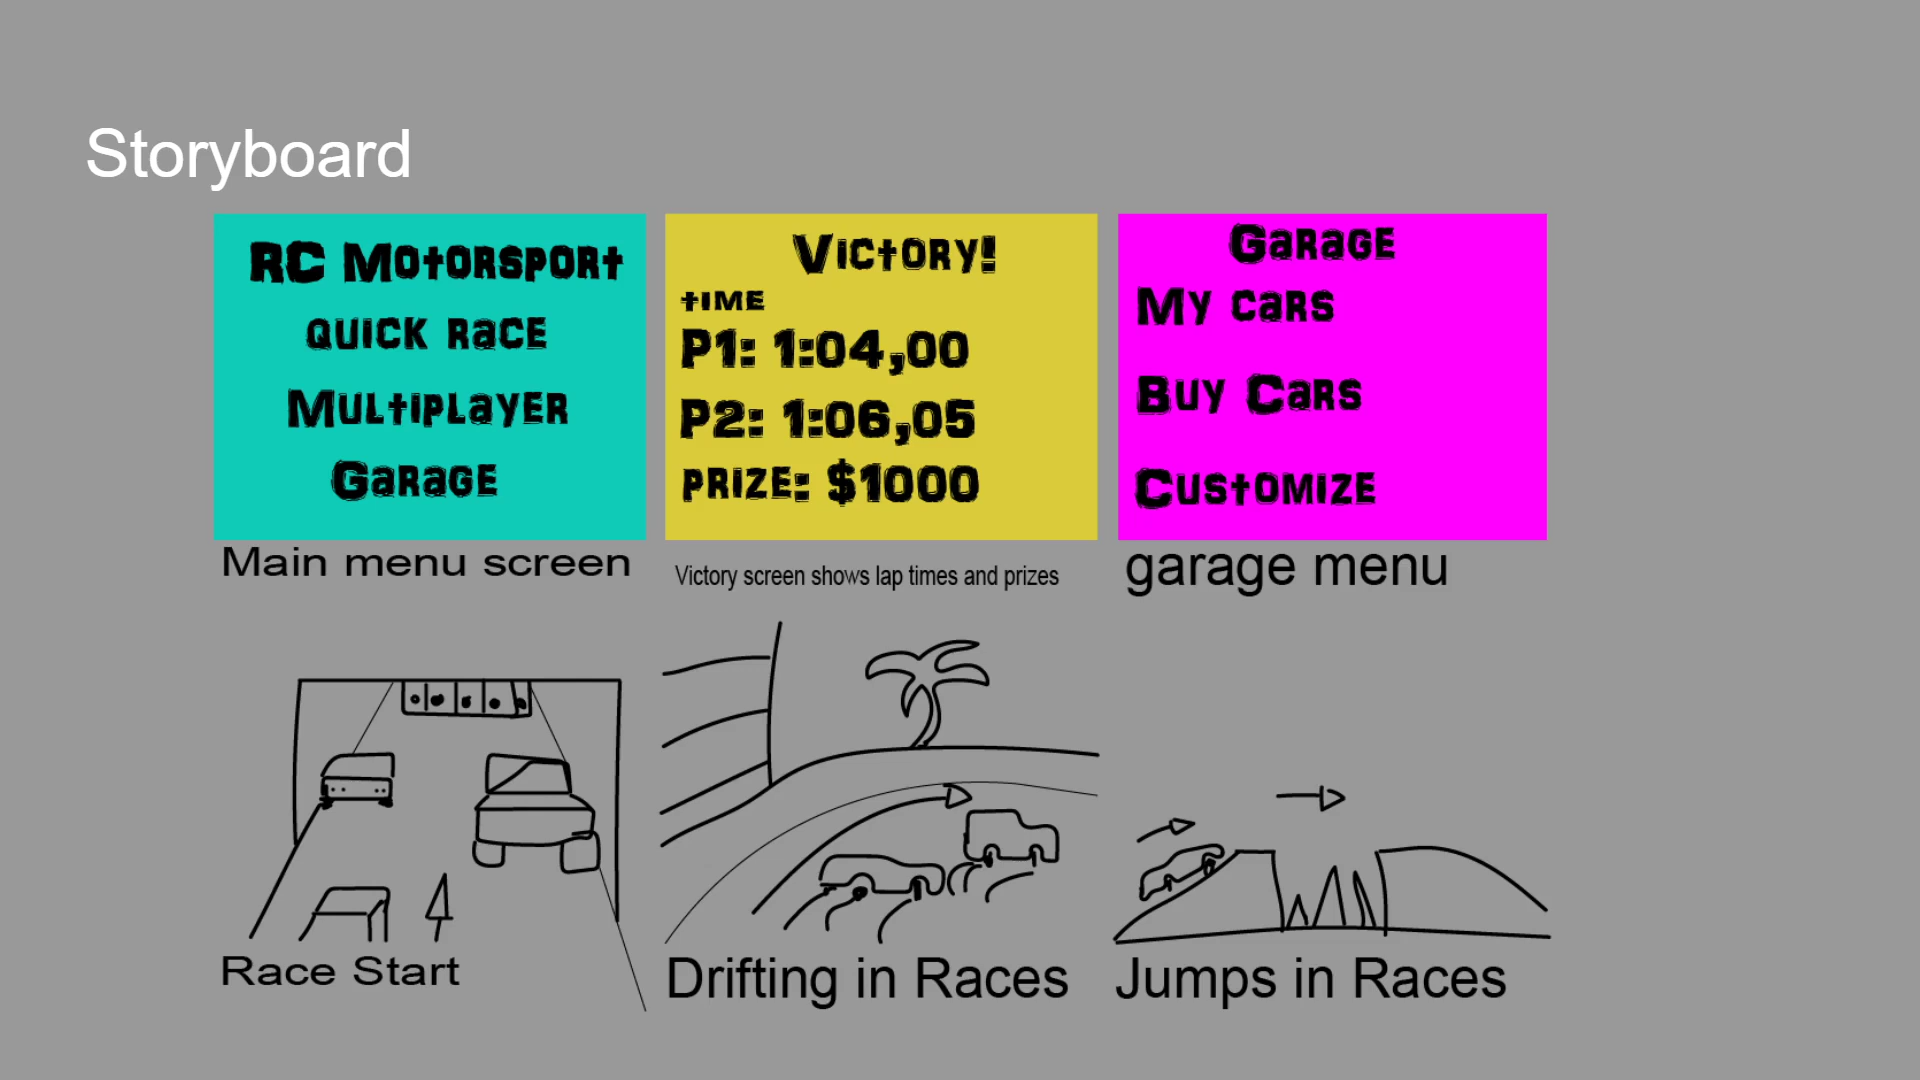 Storyboard
RC Motorsport
quick race
Multiplayer
Garage
Main menu screen
Victory!
time
P1: 1:04,00
P2: 1:06,05
prize: $1000
Victory screen shows lap times and prizes
Garage
My cars
Buy Cars
Customize
garage menu
Race Start
Drifting in Races
Jumps in Races